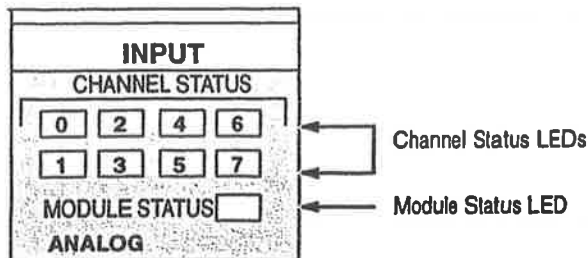 INPUT
CHANNEL STATUS
0 2 4 6
1 3 5 7
Channel Status LEDs
MODULE STATUS
Module Status LED
ANALOG